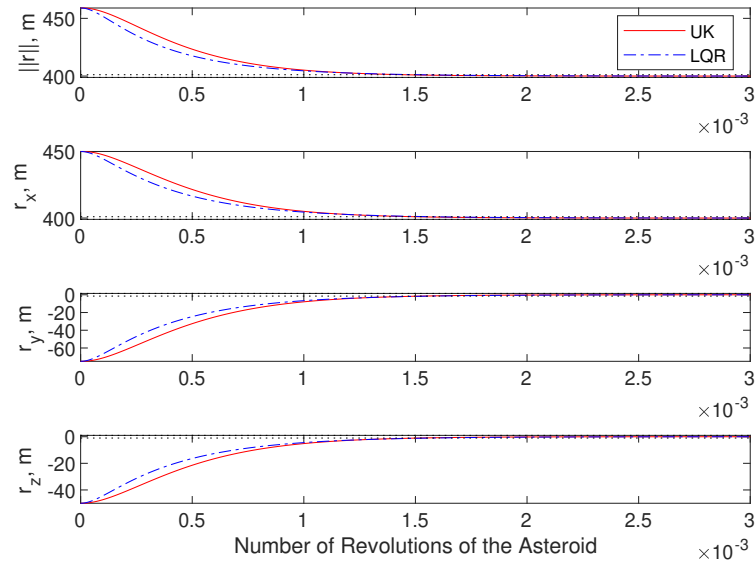 450
400
||r||, m
UK
LQR
0 0.5 1 1.5 2 2.5 3
×10⁻³
450
400
r_x, m
0 0.5 1 1.5 2 2.5 3
×10⁻³
0
-20
-40
-60
r_y, m
0 0.5 1 1.5 2 2.5 3
×10⁻³
0
-20
-40
r_z, m
0 0.5 1 1.5 2 2.5 3
Number of Revolutions of the Asteroid
×10⁻³